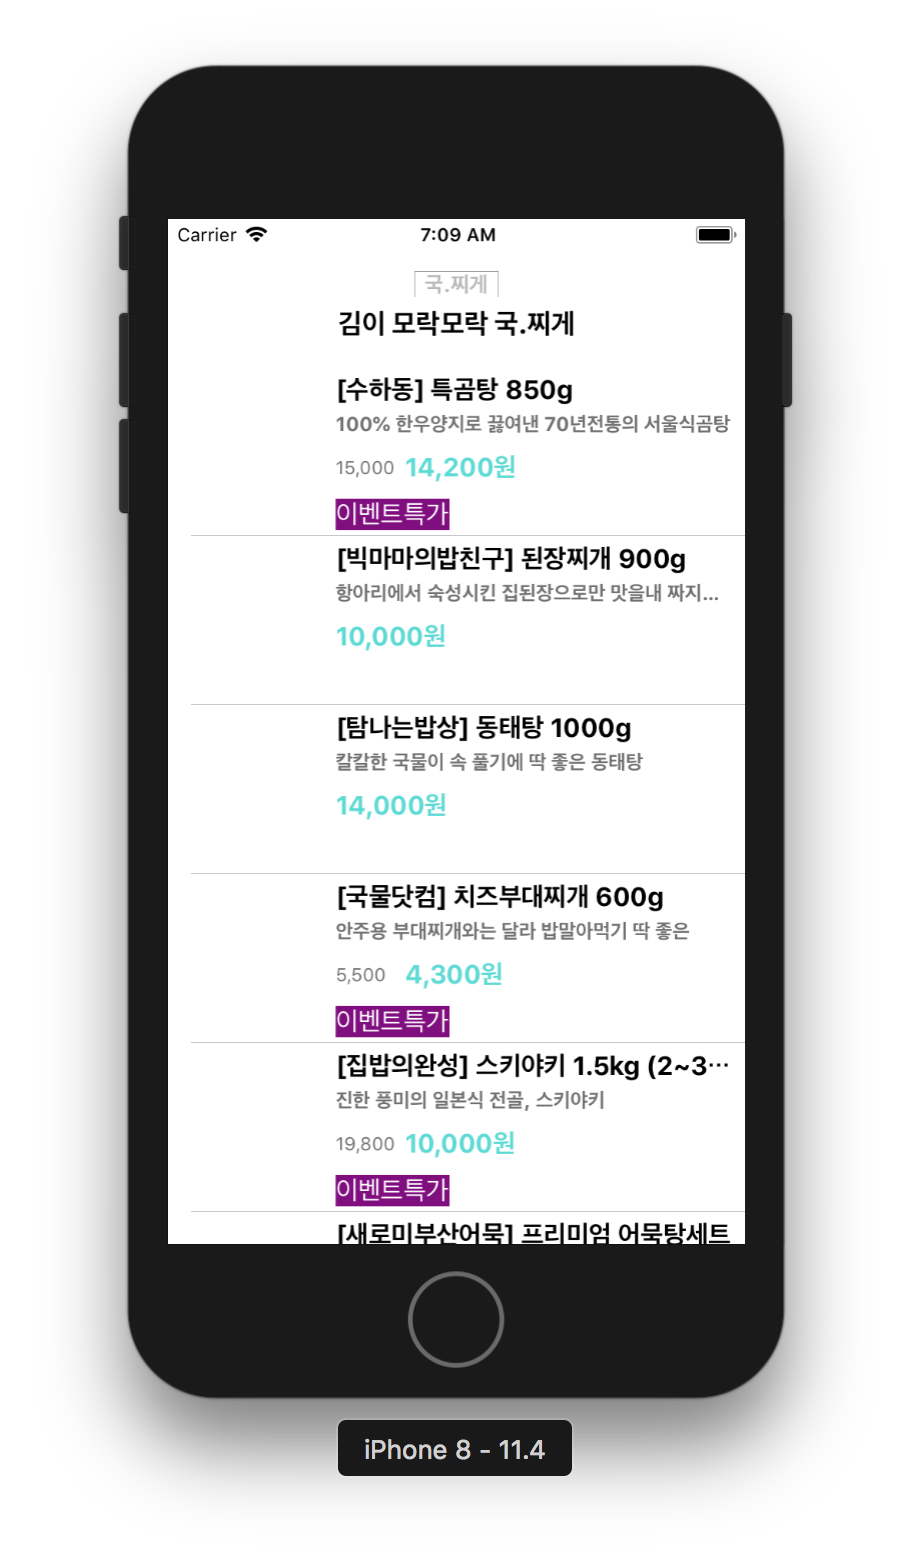 Carrier 7:09 AM
국.찌게
김이 모락모락 국.찌게
[수하동] 특곰탕 850g
100% 한우양지로 끓여낸 70년전통의 서울식곰탕
15,000 14,200원
이벤트특가
[빅마마의밥친구] 된장찌개 900g
항아리에서 숙성시킨 집된장으로만 맛을내 짜지...
10,000원
[탐나는밥상] 동태탕 1000g
칼칼한 국물이 속 풀기에 딱 좋은 동태탕
14,000원
[국물닷컴] 치즈부대찌개 600g
안주용 부대찌개와는 달라 밥말아먹기 딱 좋은
5,500 4,300원
이벤트특가
[집밥의완성] 스키야키 1.5kg (2~3…
진한 풍미의 일본식 전골, 스키야키
19,800 10,000원
이벤트특가
[새로미부산어묵] 프리미엄 어묵탕세트
iPhone 8 - 11.4